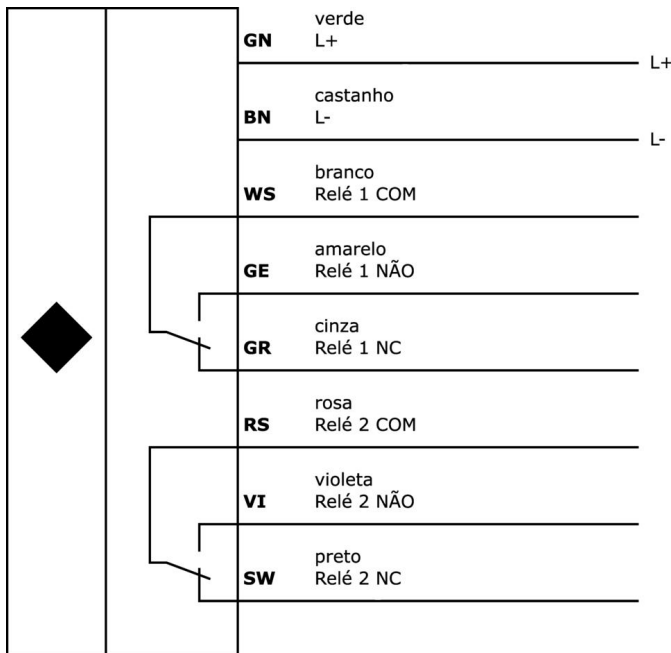 verde
GN L+
L+
castanho
BN L-
L-
branco
WS Relé 1 COM
amarelo
GE Relé 1 NÃO
cinza
GR Relé 1 NC
rosa
RS Relé 2 COM
violeta
VI Relé 2 NÃO
preto
SW Relé 2 NC